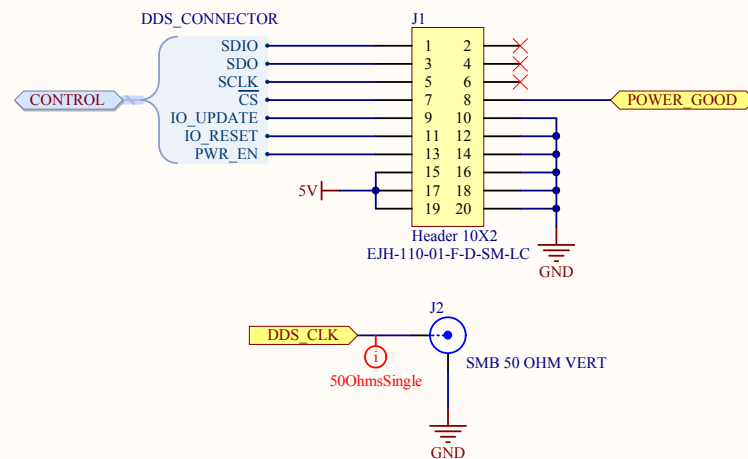 DDS_CONNECTOR
J1
SDIO 1 2
SDO 3 4
SCLK 5 6
CONTROL CS 7 8 POWER_GOOD
IO_UPDATE 9 10
IO_RESET 11 12
PWR_EN 13 14
15 16
5V 17 18
19 20
Header 10X2
EJH-110-01-F-D-SM-LC
GND
J2
DDS_CLK
i
SMB 50 OHM VERT
50OhmsSingle
GND